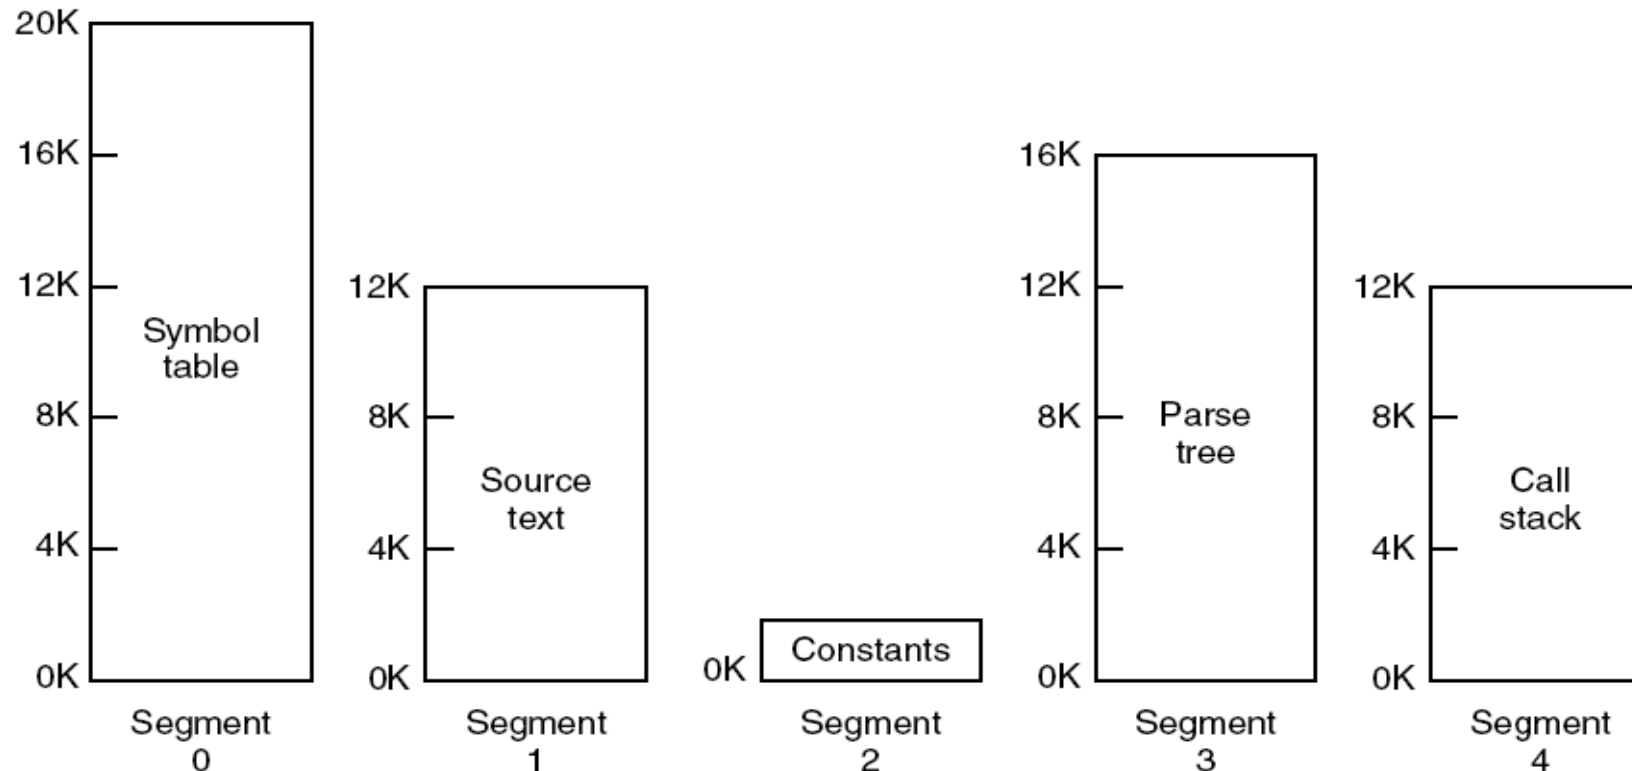 20K
16K
12K
8K
4K
0K
Symbol
table
Segment
0
12K
8K
4K
0K
Source
text
Segment
1
0K
Constants
Segment
2
16K
12K
8K
4K
0K
Parse
tree
Segment
3
12K
8K
4K
0K
Call
stack
Segment
4